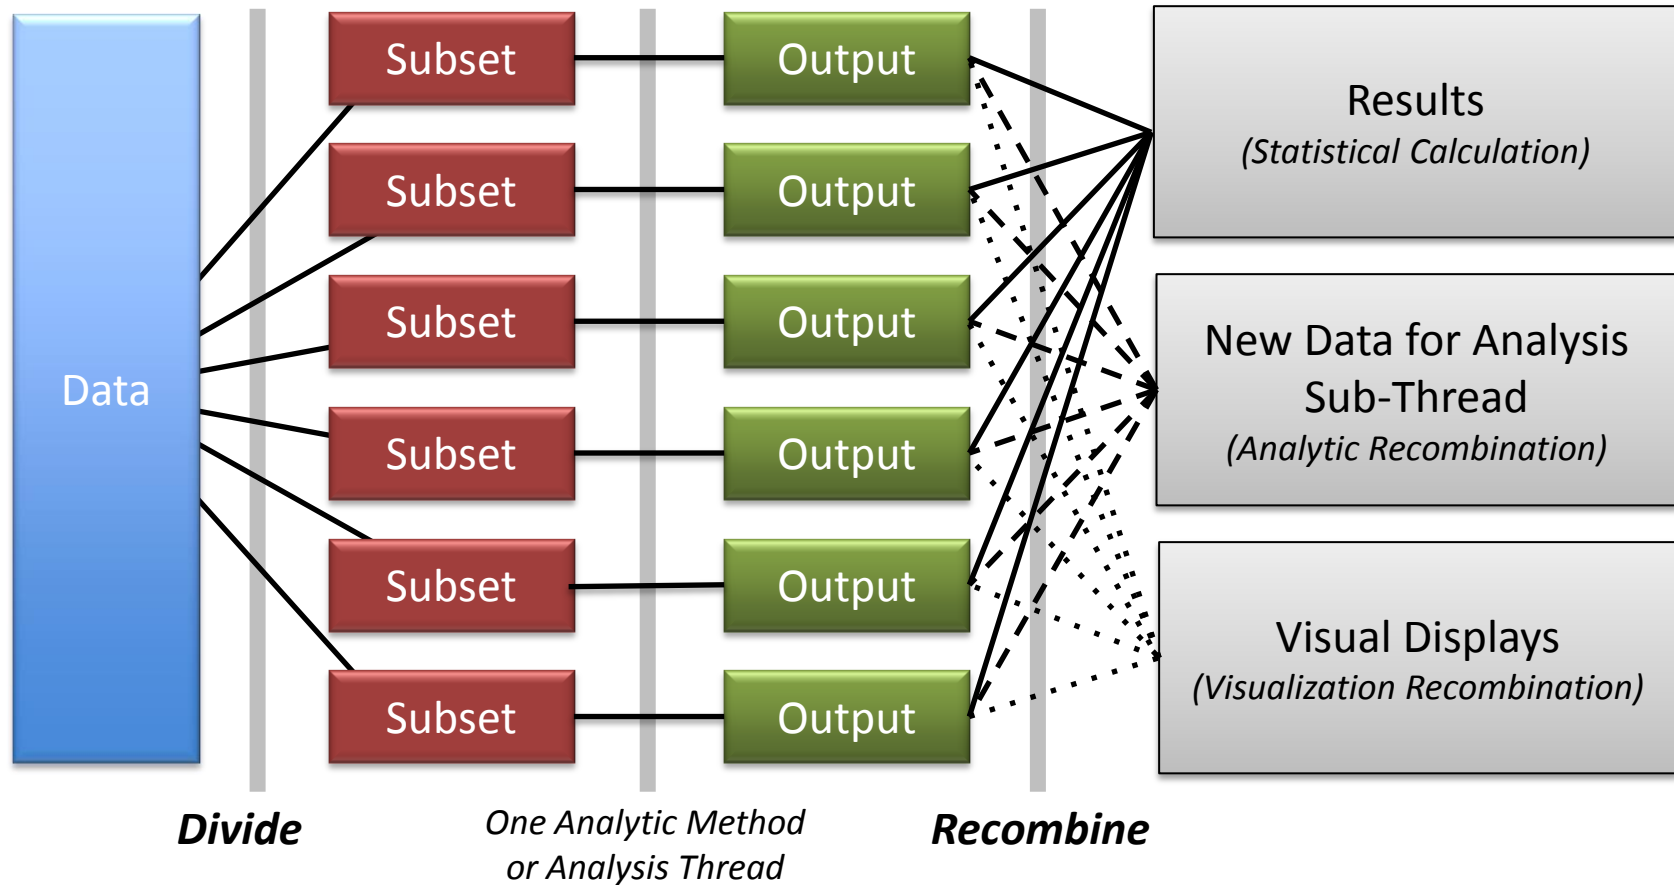 Data
Subset
Subset
Subset
Subset
Subset
Subset
Output
Output
Output
Output
Output
Output
Results
(Statistical Calculation)
New Data for Analysis
Sub-Thread
(Analytic Recombination)
Visual Displays
(Visualization Recombination)
Divide
One Analytic Method
or Analysis Thread
Recombine